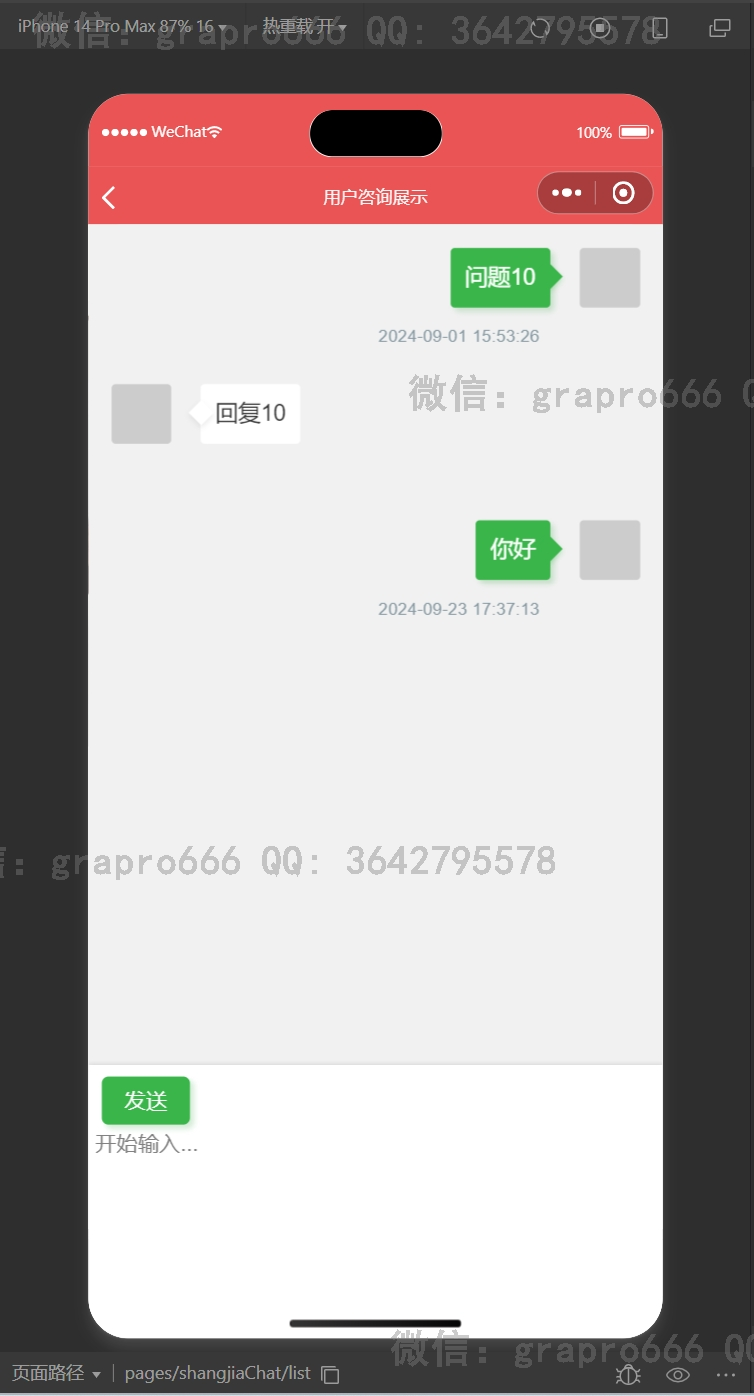 iPhone 14 Pro Max 87% 16 热重载 开
微信：grapro666 QQ: 3642795578
WeChat 100%
用户咨询展示
问题10
2024-09-01 15:53:26
微信：grapro666 Q
回复10
你好
2024-09-23 17:37:13
信：grapro666 QQ: 3642795578
发送
开始输入...
微信：grapro666 QQ
页面路径 pages/shangjiaChat/list